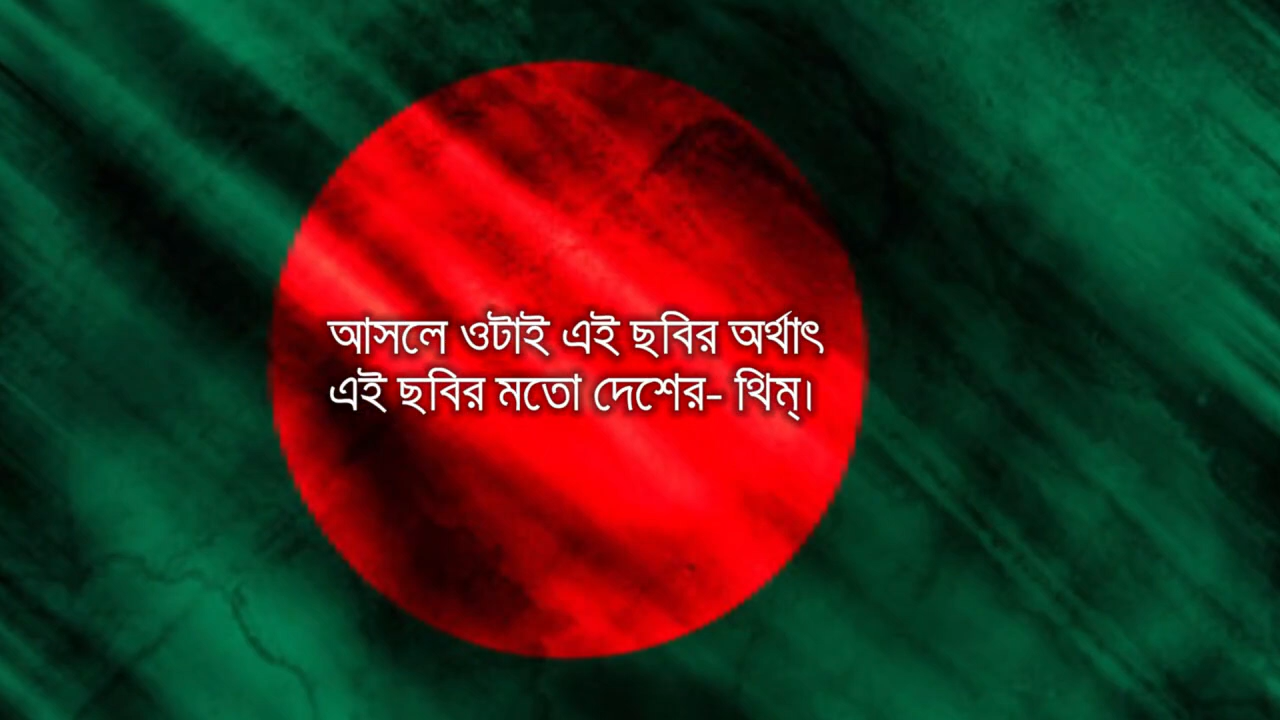 আসলে ওটাই এই ছবির অর্থাৎ
এই ছবির মতো দেশের- থিম্।